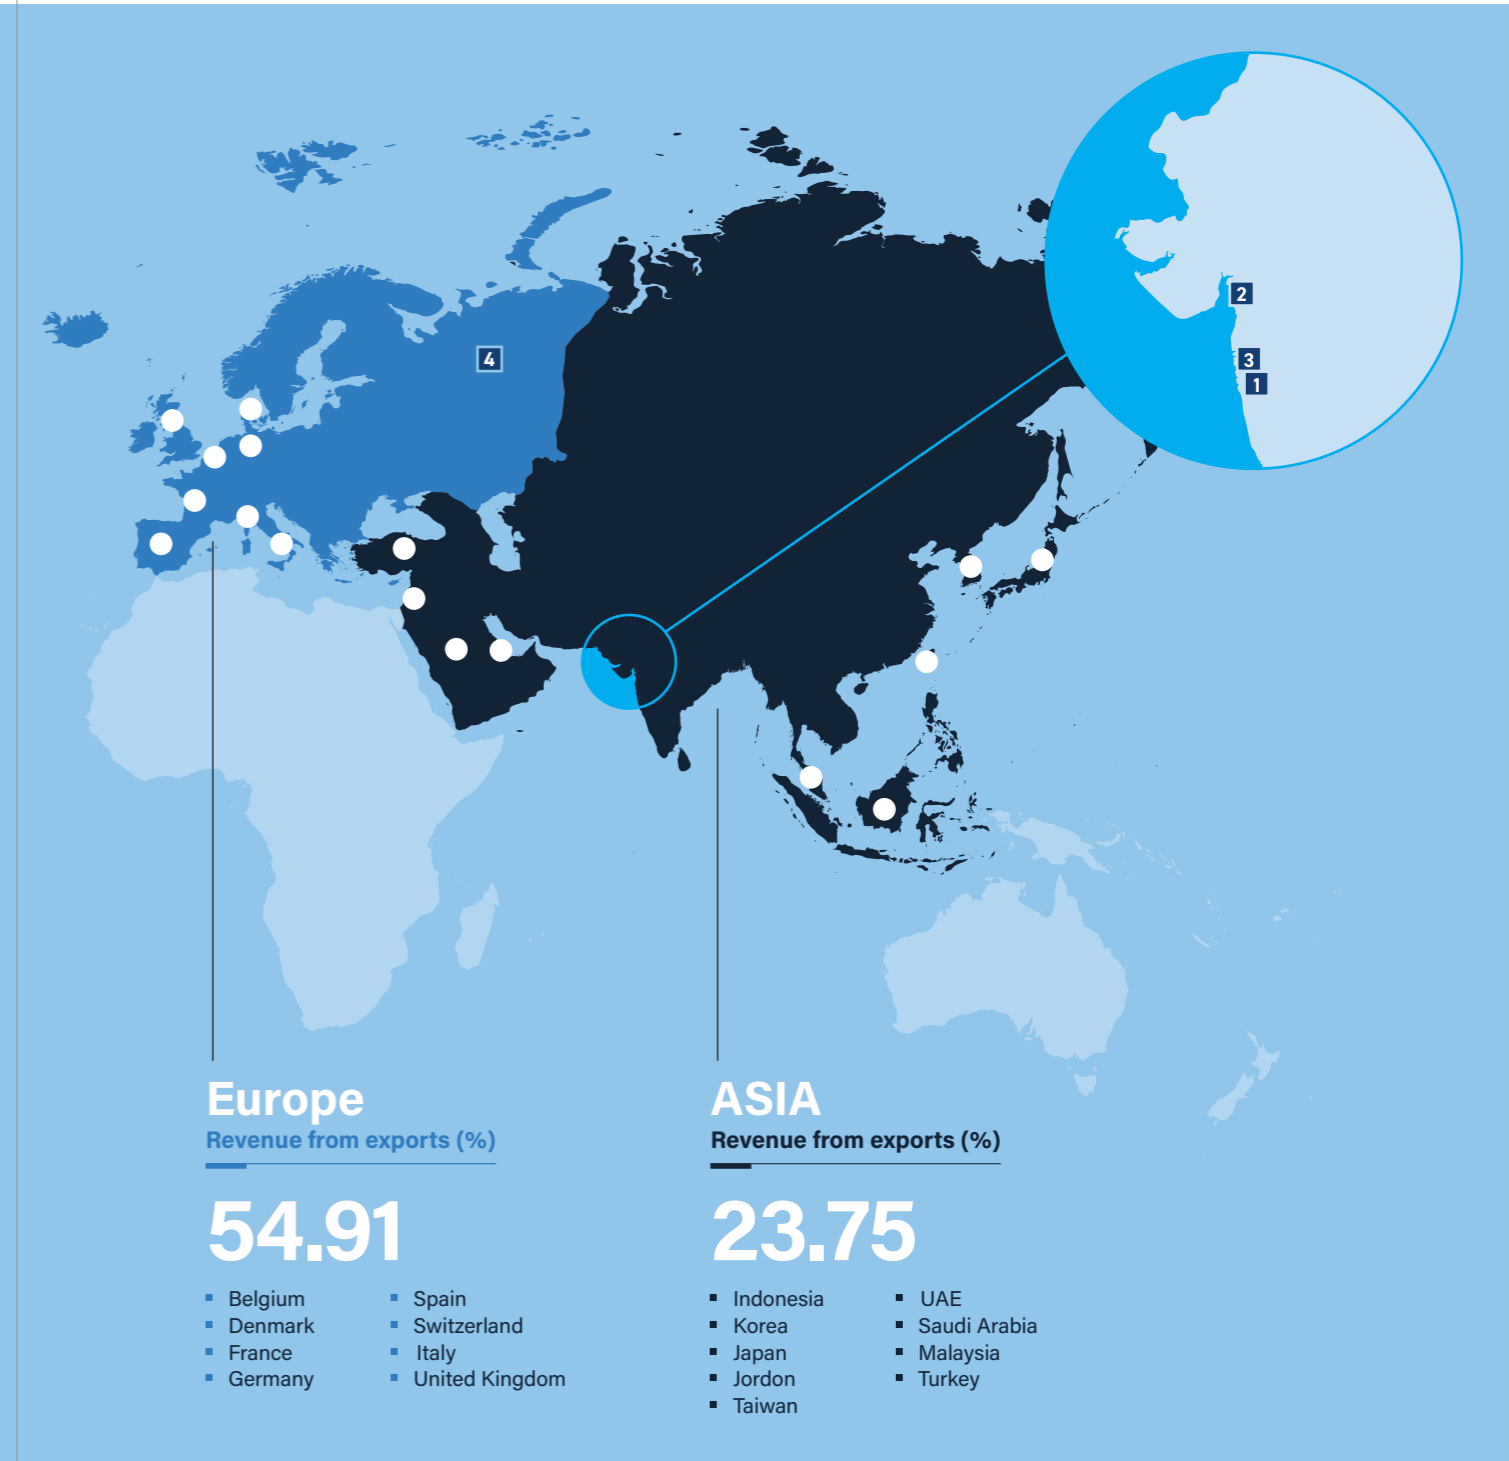 2
3
1
4
Europe
Revenue from exports (%)
54.91
Belgium
Denmark
France
Germany
Spain
Switzerland
Italy
United Kingdom
ASIA
Revenue from exports (%)
23.75
Indonesia
Korea
Japan
Jordon
Taiwan
UAE
Saudi Arabia
Malaysia
Turkey